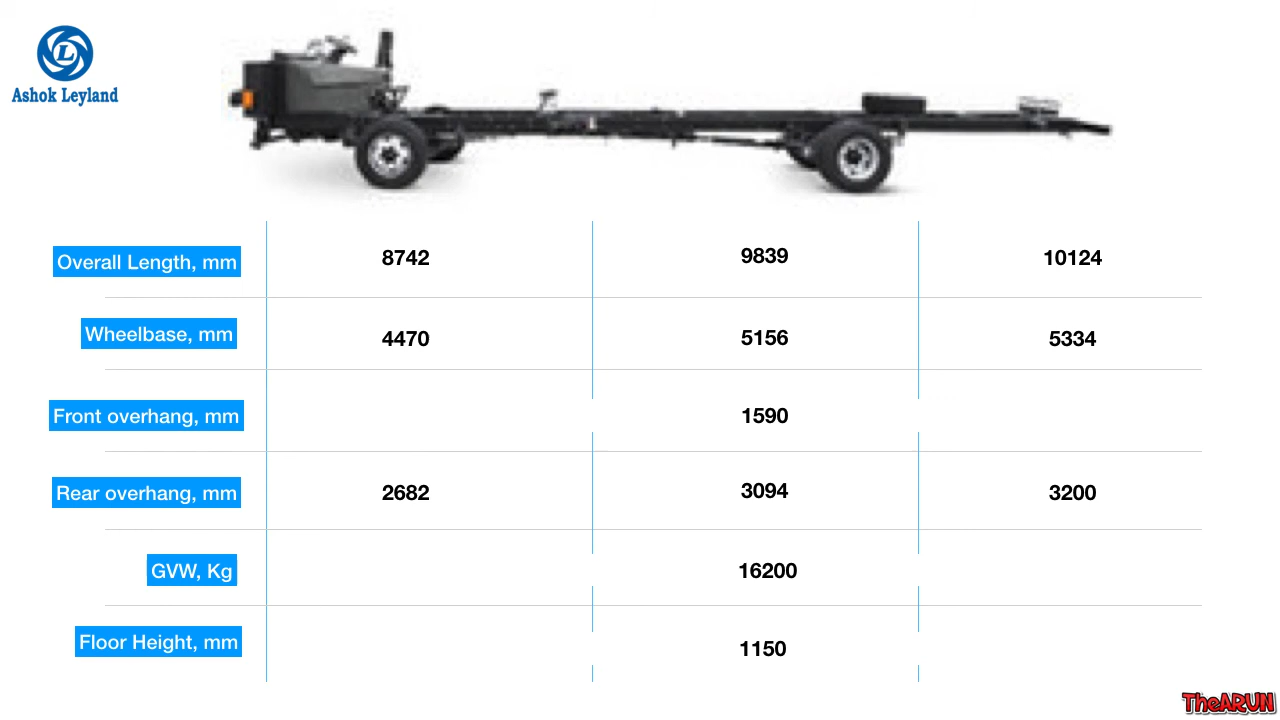 L
Ashok Leyland
Overall Length, mm 8742 9839 10124
Wheelbase, mm 4470 5156 5334
Front overhang, mm 1590
Rear overhang, mm 2682 3094 3200
GVW, Kg 16200
Floor Height, mm 1150
TheARUN